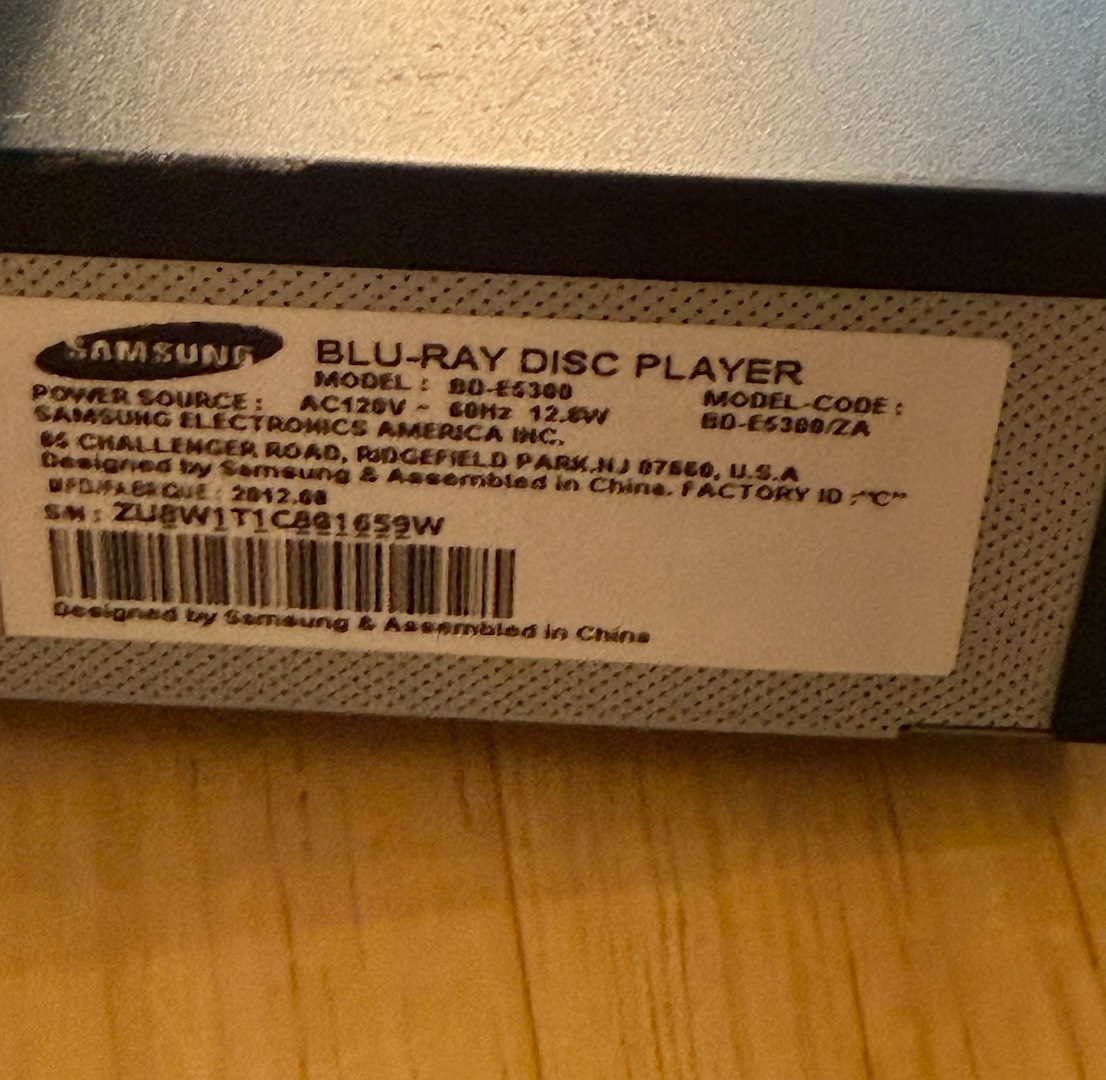 SAMSUNG
BLU-RAY DISC PLAYER
MODEL : BD-E5300
MODEL-CODE :
POWER SOURCE : AC120V ~ 60Hz 12.8W
BD-E5300/ZA
SAMSUNG ELECTRONICS AMERICA INC.
85 CHALLENGER ROAD, RIDGEFIELD PARK,NJ 07660, U.S.A
Designed by Samsung & Assembled in China. FACTORY ID :"C"
MFD/FABRIQUE : 2012.08
S/N :
Designed by Samsung & Assembled in China